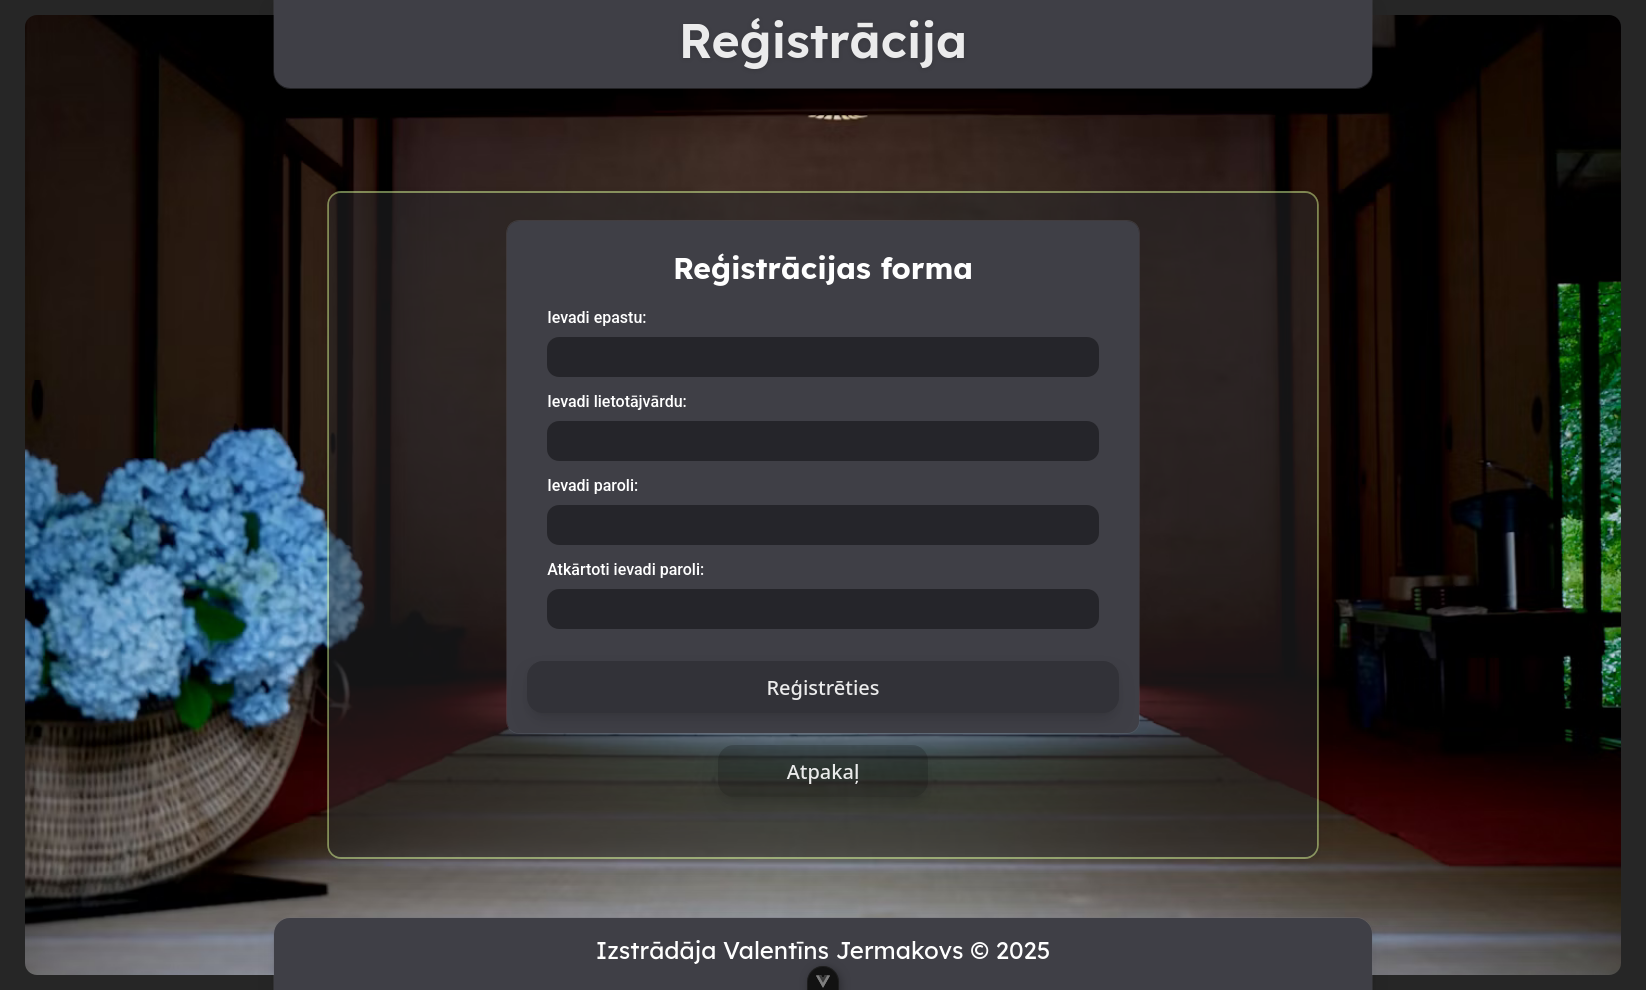 Reģistrācija
Reģistrācijas forma
Ievadi epastu:
Ievadi lietotājvārdu:
Ievadi paroli:
Atkārtoti ievadi paroli:
Reģistrēties
Atpakaļ
Izstrādāja Valentīns Jermakovs © 2025